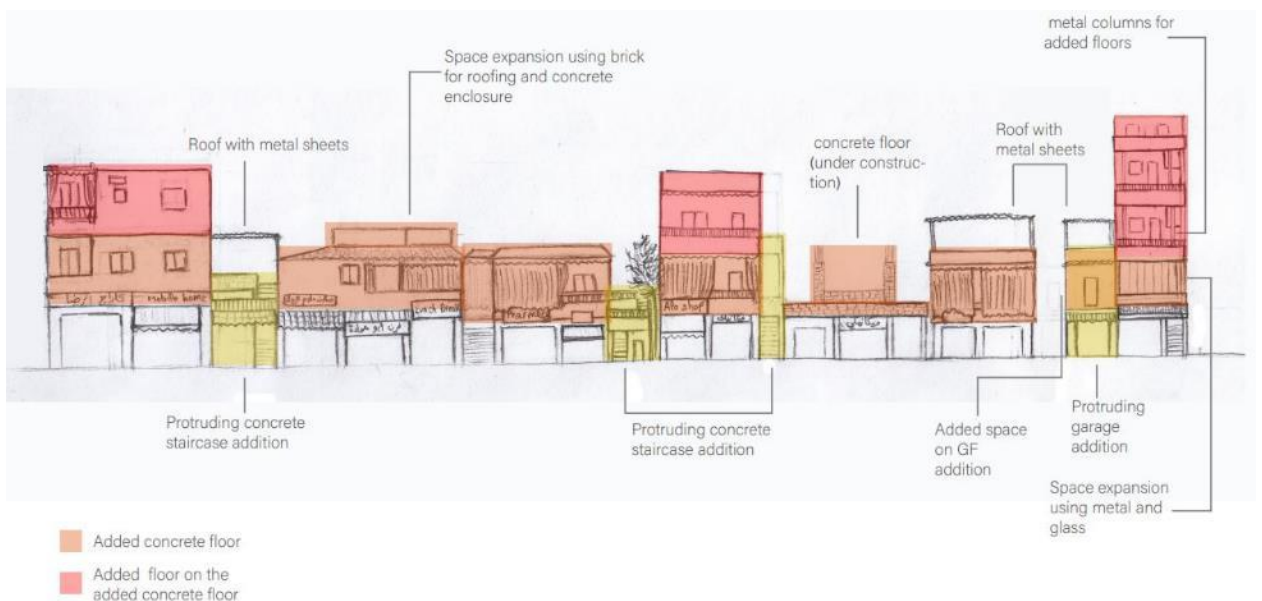 metal columns for
added floors
Space expansion using brick
for roofing and concrete
enclosure
Roof with metal sheets
concrete floor
(under construc-
tion)
Roof with
metal sheets
mobile home
Ata shop
Protruding concrete
staircase addition
Protruding concrete
staircase addition
Added space
on GF
addition
Protruding
garage
addition
Space expansion
using metal and
glass
Added concrete floor
Added floor on the
added concrete floor